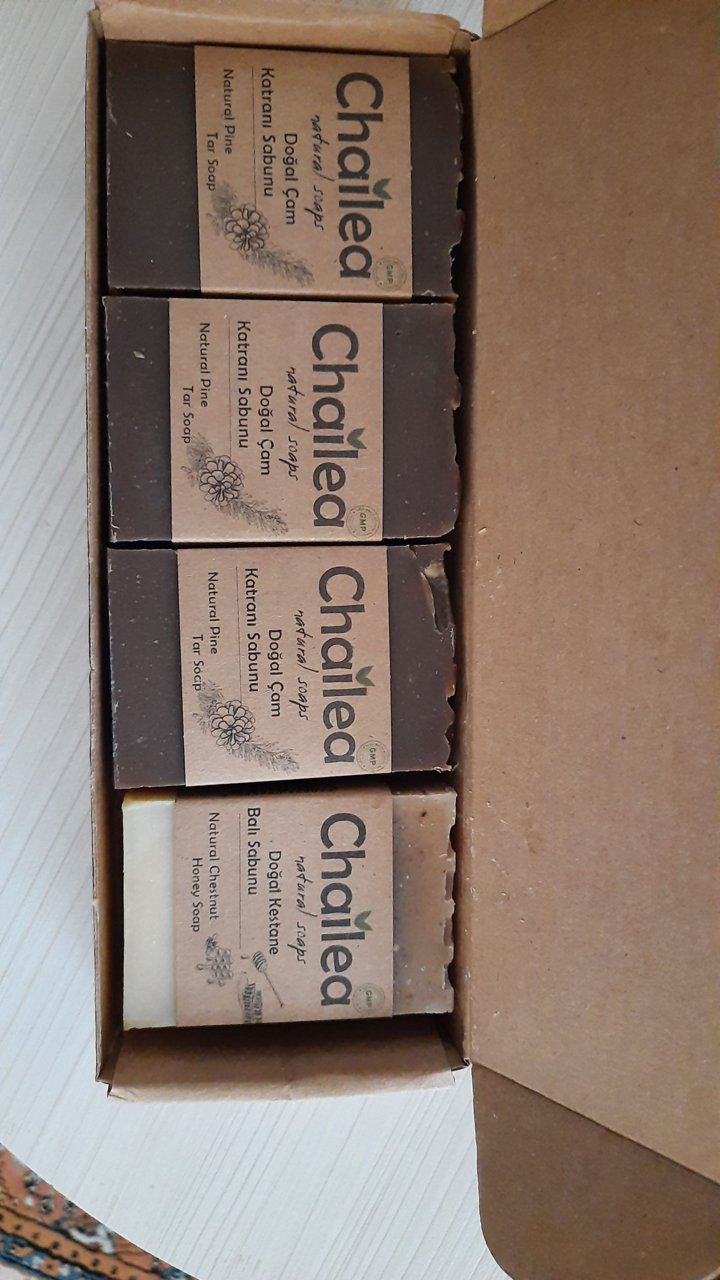 Chailea
natural soaps
GMP
Doğal Çam
Katranı Sabunu
Natural Pine
Tar Soap
Chailea
natural soaps
GMP
Doğal Çam
Katranı Sabunu
Natural Pine
Tar Soap
Chailea
natural soaps
GMP
Doğal Çam
Katranı Sabunu
Natural Pine
Tar Soap
Chailea
natural soaps
GMP
Doğal Kestane
Balı Sabunu
Natural Chestnut
Honey Soap